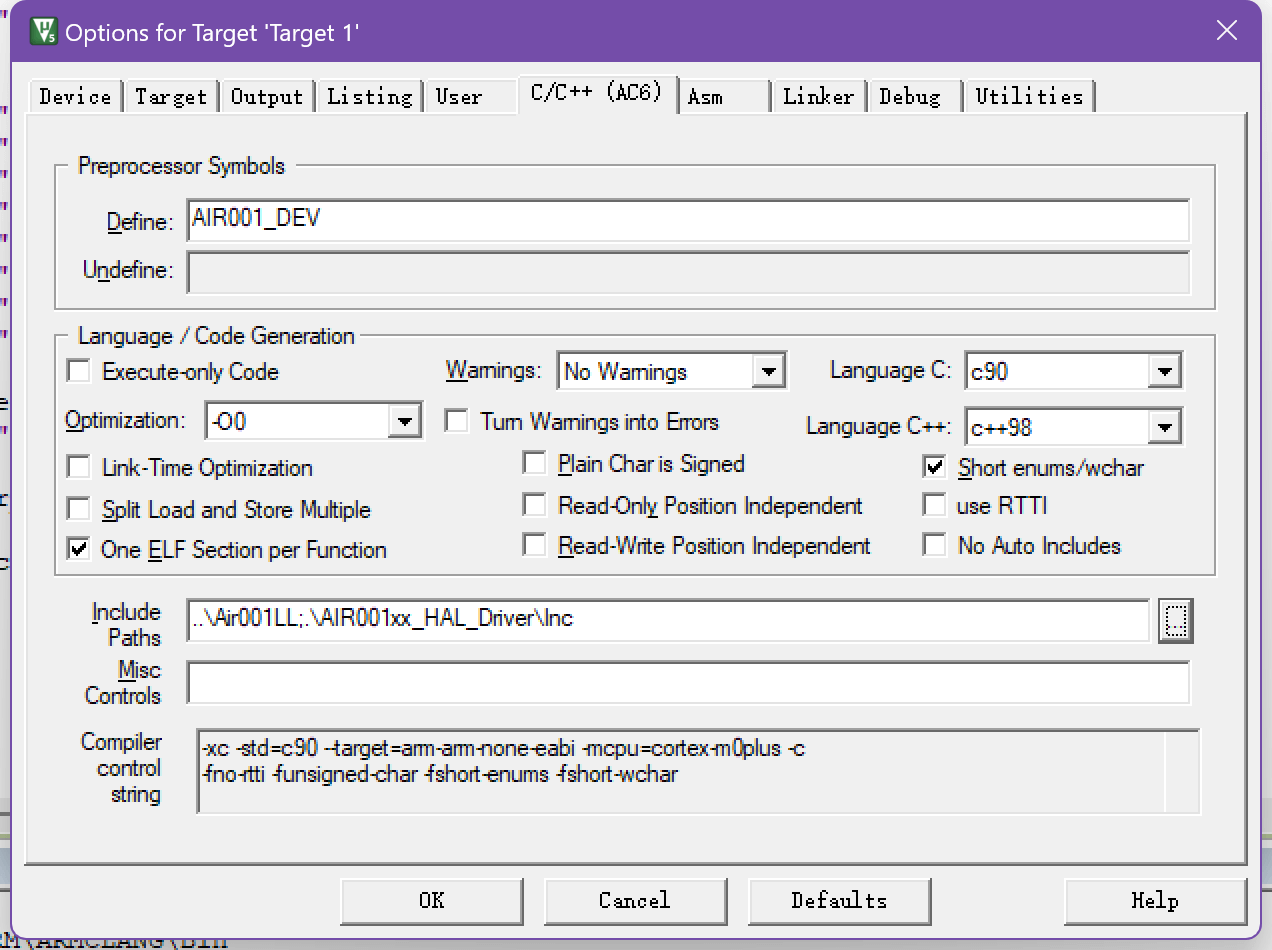 Options for Target 'Target 1'
Device Target Output Listing User C/C++ (AC6) Asm Linker Debug Utilities
Preprocessor Symbols
Define: AIR001_DEV
Undefine:
Language / Code Generation
Execute-only Code Warnings: No Warnings Language C: c90
Optimization: -O0 Turn Warnings into Errors Language C++: c++98
Link-Time Optimization Plain Char is Signed Short enums/wchar
Split Load and Store Multiple Read-Only Position Independent use RTTI
One ELF Section per Function Read-Write Position Independent No Auto Includes
Include
Paths
..\Air001LL;.\AIR001xx_HAL_Driver\Inc
...
Misc
Controls
Compiler
control
string
-xc -std=c90 --target=arm-arm-none-eabi -mcpu=cortex-m0plus -c
-fno-rtti -funsigned-char -fshort-enums -fshort-wchar
OK Cancel Defaults Help